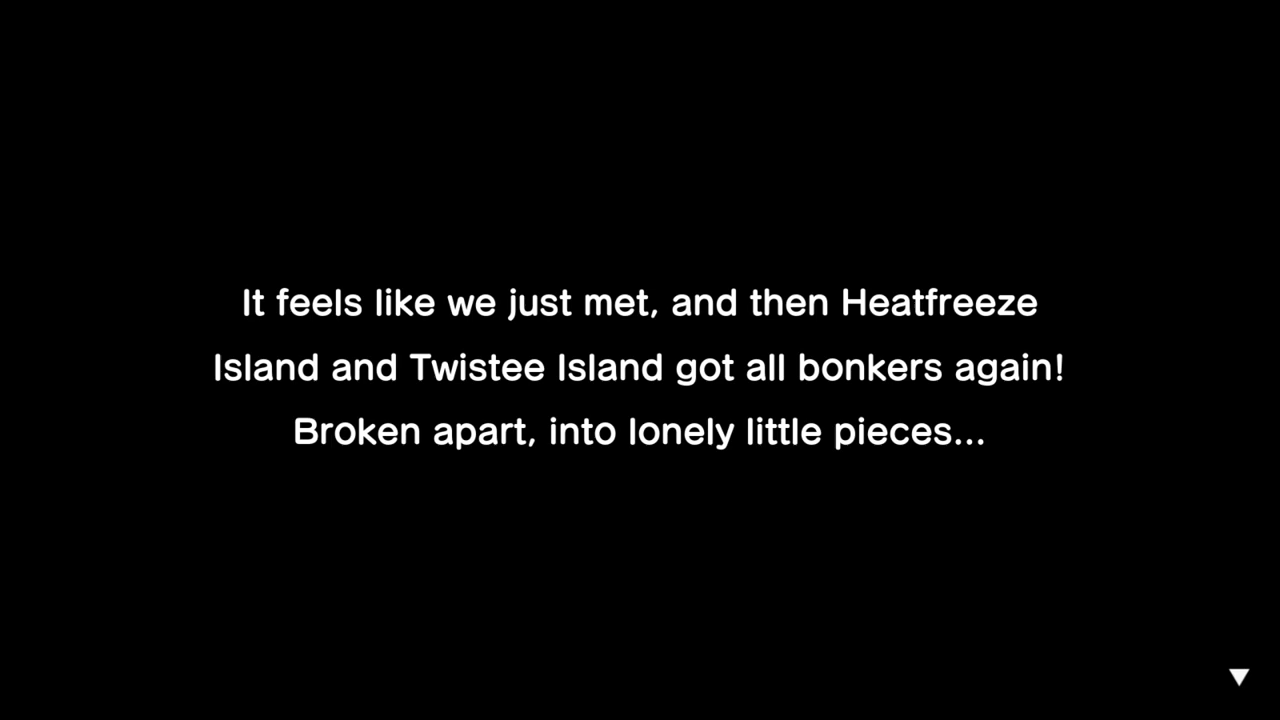 It feels like we just met, and then Heatfreeze
Island and Twistee Island got all bonkers again!
Broken apart, into lonely little pieces...